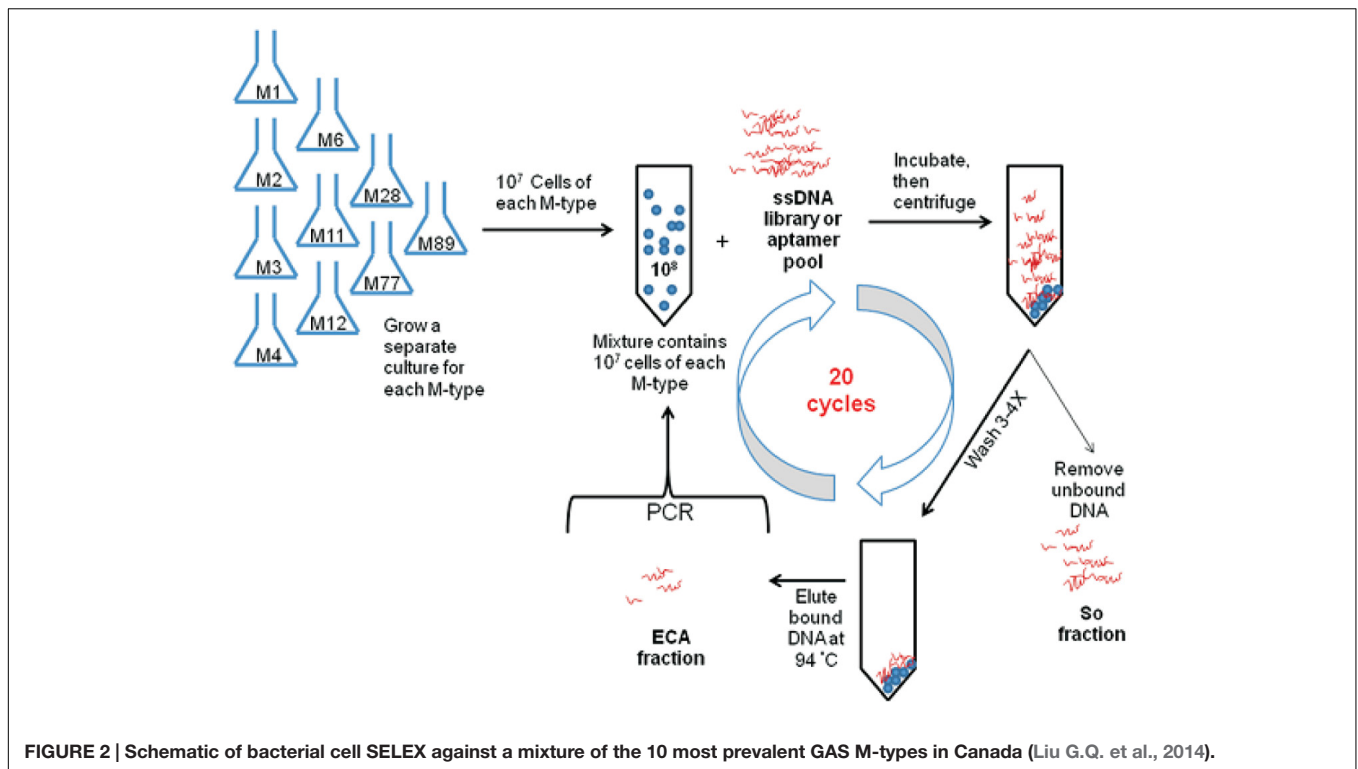 M1
M6
M2
M28
M11
M89
M3
M77
M12
M4
Grow a
separate
culture for
each M-type
10⁷ Cells of
each M-type
10⁸
Mixture contains
10⁷ cells of each
M-type
+
ssDNA
library or
aptamer
pool
Incubate,
then
centrifuge
20
cycles
Wash 3-4X
Remove
unbound
DNA
So
fraction
Elute
bound
DNA at
94 °C
ECA
fraction
PCR
FIGURE 2 | Schematic of bacterial cell SELEX against a mixture of the 10 most prevalent GAS M-types in Canada (Liu G.Q. et al., 2014).